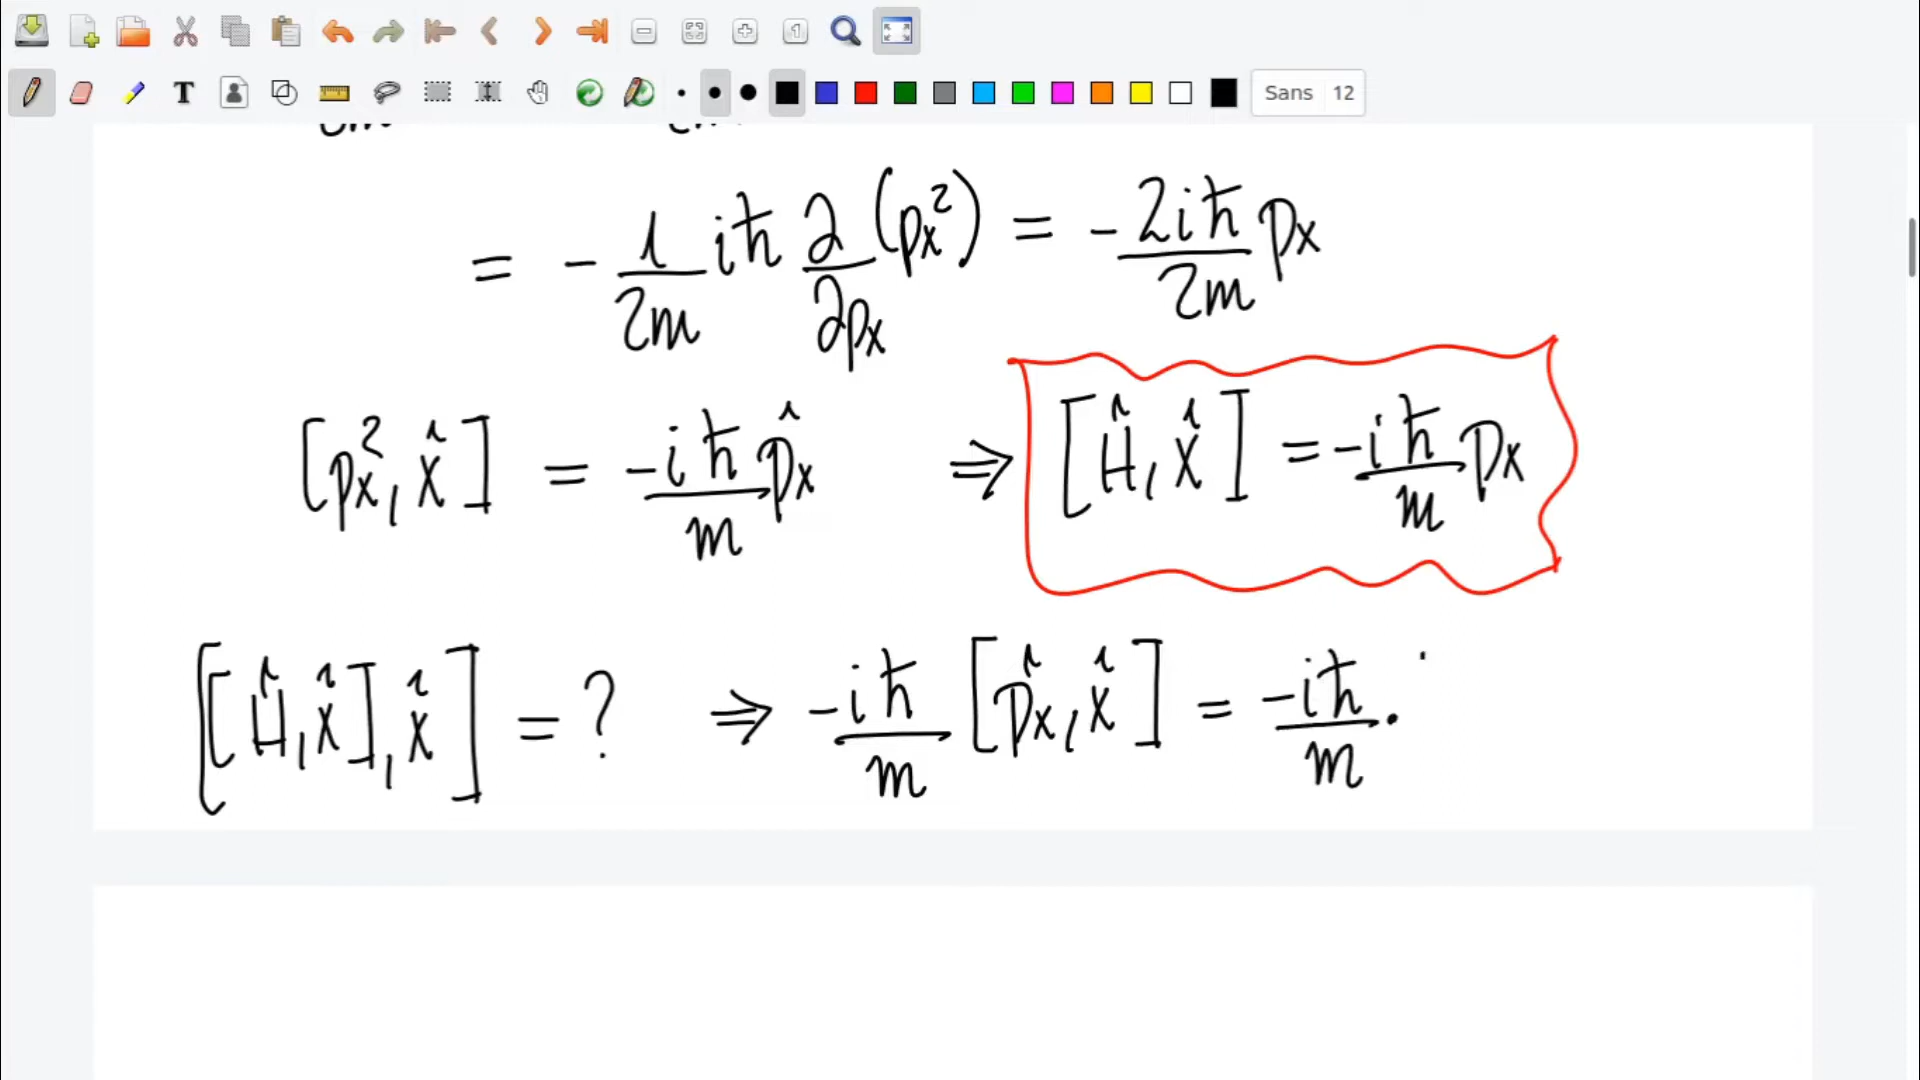 Sans 12
= - 1/2m iħ ∂/∂px (px²) = - 2iħ/2m px
[px², x̂] = -iħ/m p̂x ⇒ [Ĥ, x̂] = -iħ/m px
[[Ĥ, x̂], x̂] = ? ⇒ -iħ/m [p̂x, x̂] = -iħ/m ·